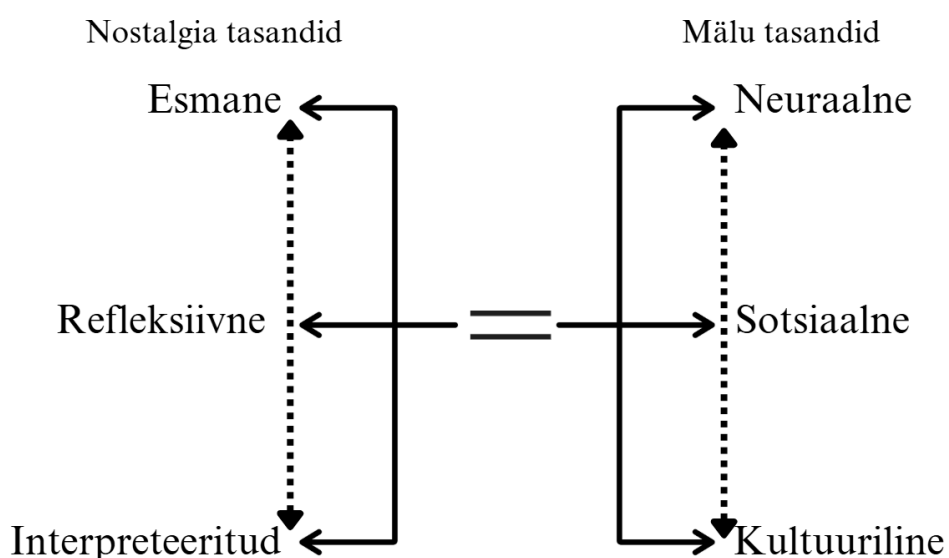 Nostalgia tasandid
Mälu tasandid
Esmane
Neuraalne
Refleksiivne
Sotsiaalne
Interpreteeritud
Kultuuriline